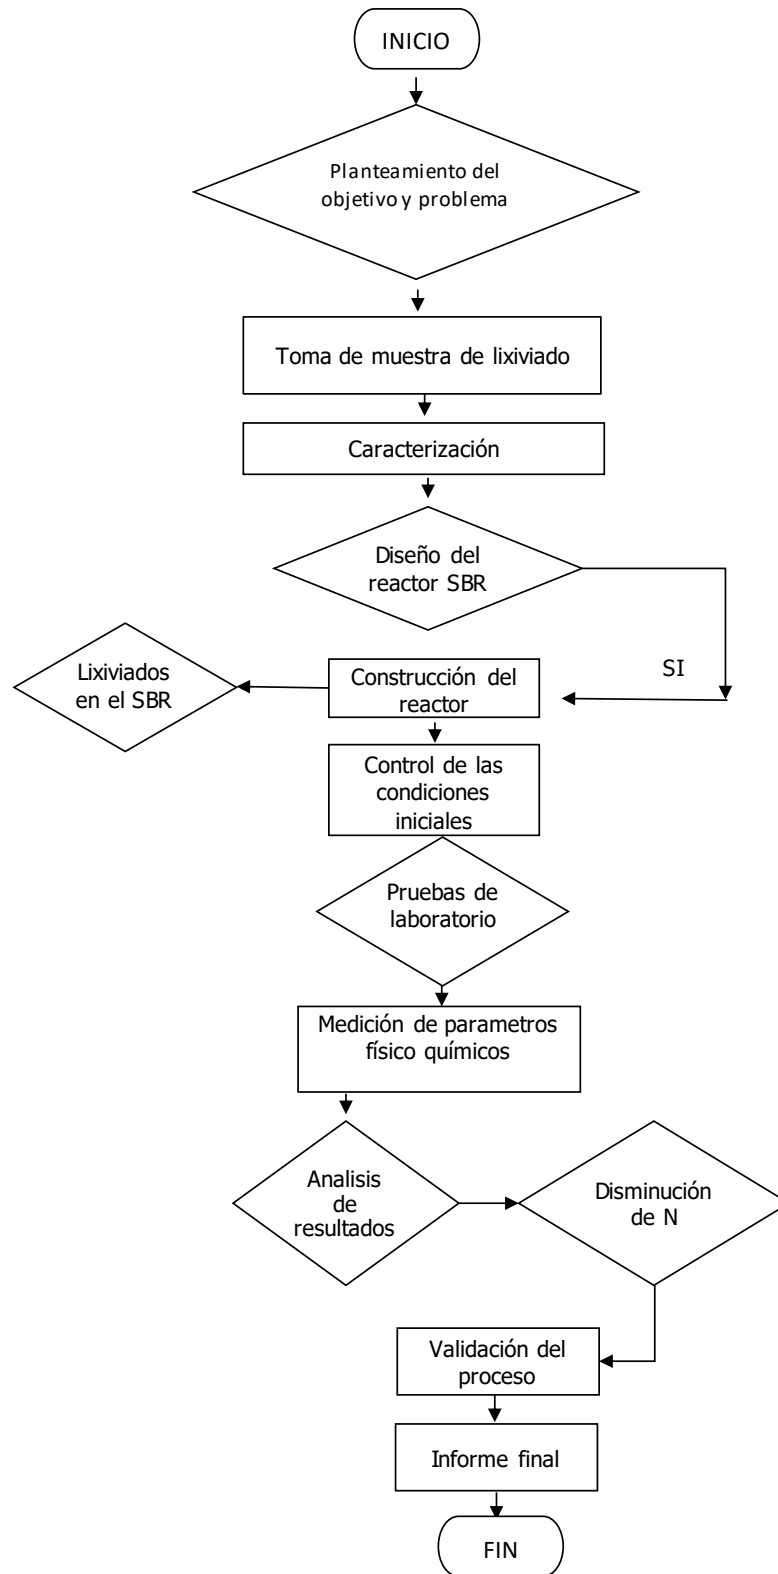 INICIO
Planteamiento del
objetivo y problema
Toma de muestra de lixiviado
Caracterización
Diseño del
reactor SBR
SI
Lixiviados
en el SBR
Construcción del
reactor
Control de las
condiciones
iniciales
Pruebas de
laboratorio
Medición de parametros
físico químicos
Analisis
de
resultados
Disminución
de N
Validación del
proceso
Informe final
FIN